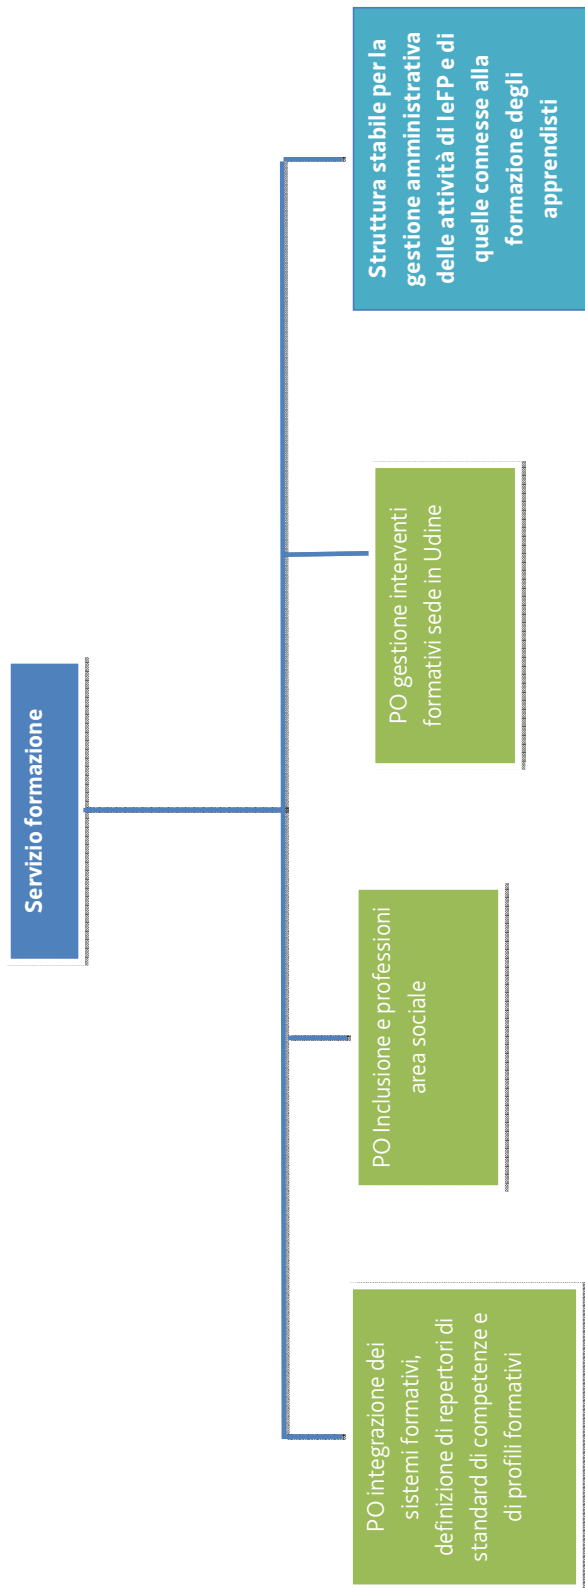 Servizio formazione
PO integrazione dei
sistemi formativi,
definizione di repertori di
standard di competenze e
di profili formativi
PO Inclusione e professioni
area sociale
PO gestione interventi
formativi sede in Udine
Struttura stabile per la
gestione amministrativa
delle attività di IeFP e di
quelle connesse alla
formazione degli
apprendisti